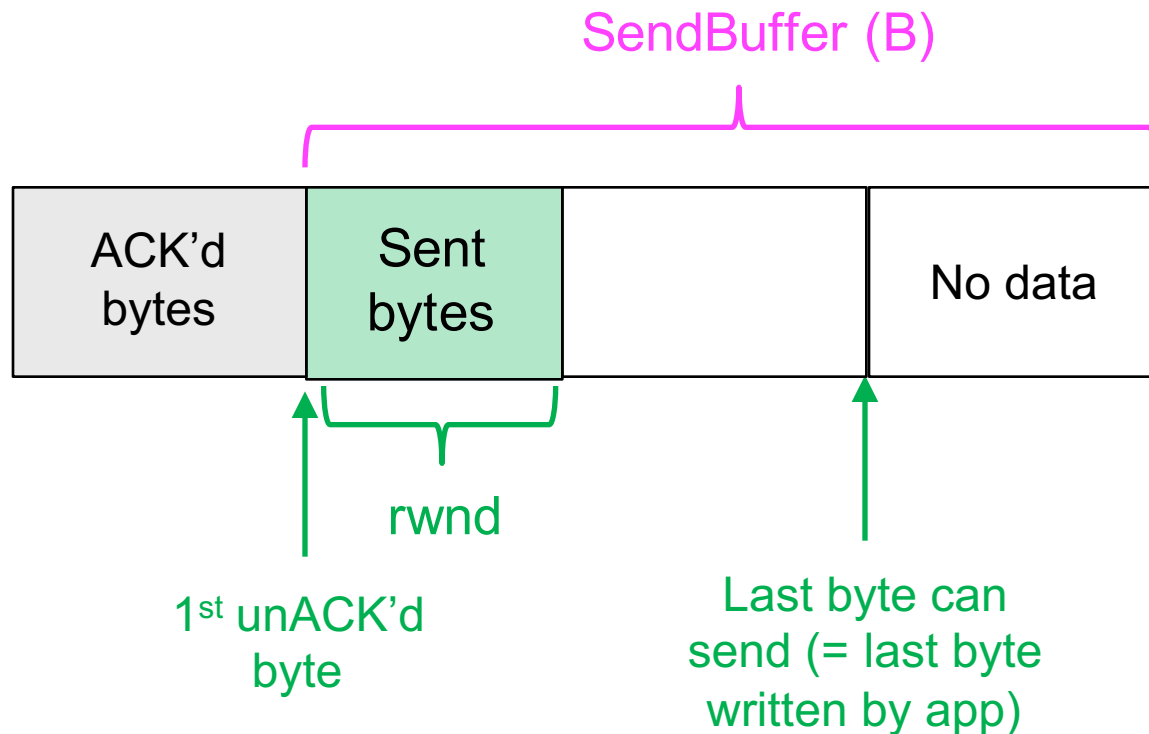 SendBuffer (B)
ACK’d
bytes
Sent
bytes
No data
rwnd
1st unACK’d
byte
Last byte can
send (= last byte
written by app)